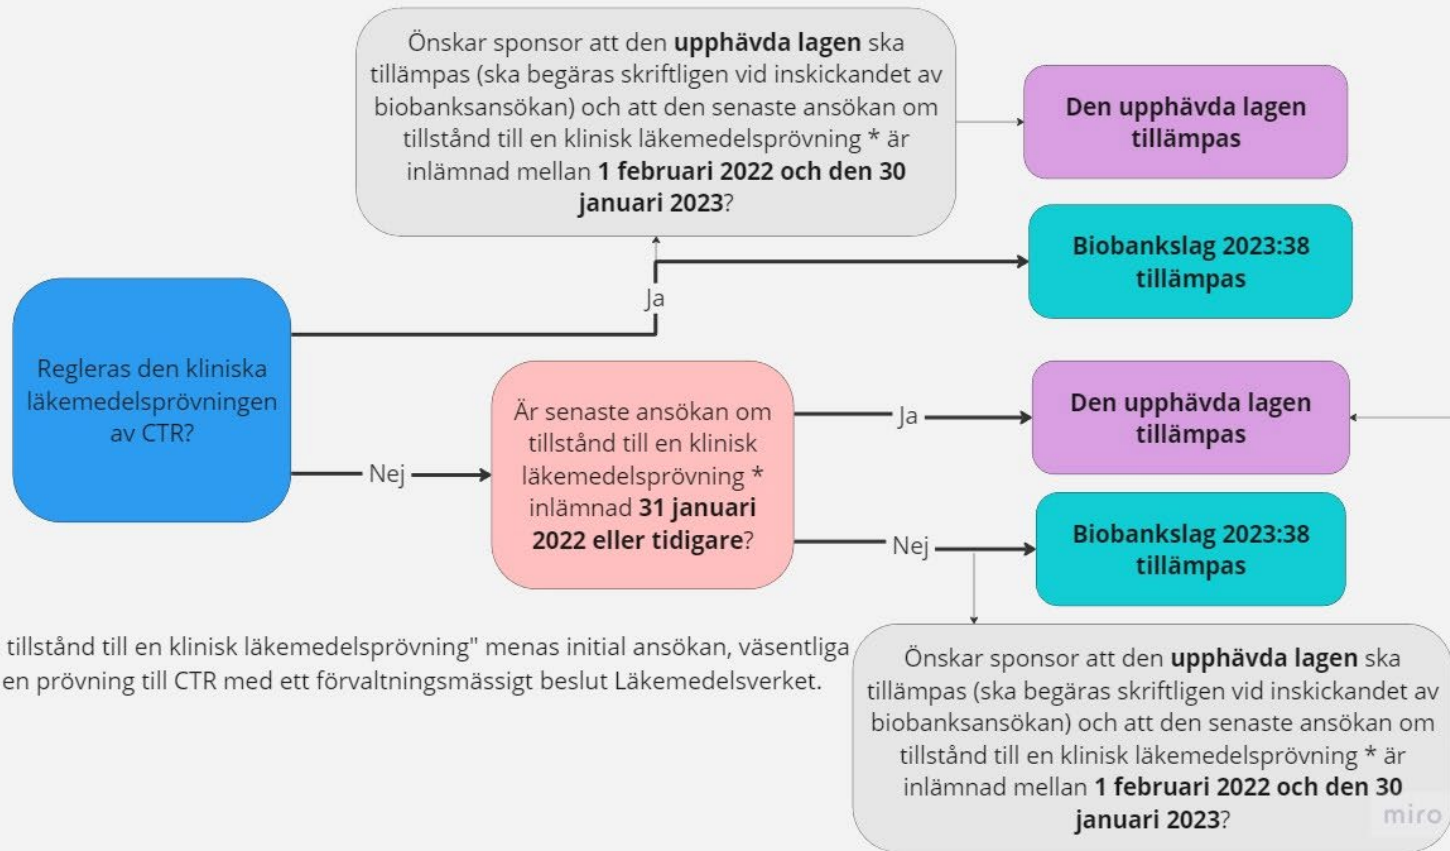 Önskar sponsor att den upphävda lagen ska
tillämpas (ska begäras skriftligen vid inskickandet av
biobanksansökan) och att den senaste ansökan om
tillstånd till en klinisk läkemedelsprövning * är
inlämnad mellan 1 februari 2022 och den 30
januari 2023?
Den upphävda lagen
tillämpas
Biobankslag 2023:38
tillämpas
Ja
Regleras den kliniska
läkemedelsprövningen
av CTR?
Nej
Är senaste ansökan om
tillstånd till en klinisk
läkemedelsprövning *
inlämnad 31 januari
2022 eller tidigare?
Ja
Den upphävda lagen
tillämpas
Nej
Biobankslag 2023:38
tillämpas
tillstånd till en klinisk läkemedelsprövning" menas initial ansökan, väsentliga
en prövning till CTR med ett förvaltningsmässigt beslut Läkemedelsverket.
Önskar sponsor att den upphävda lagen ska
tillämpas (ska begäras skriftligen vid inskickandet av
biobanksansökan) och att den senaste ansökan om
tillstånd till en klinisk läkemedelsprövning * är
inlämnad mellan 1 februari 2022 och den 30
januari 2023?
miro